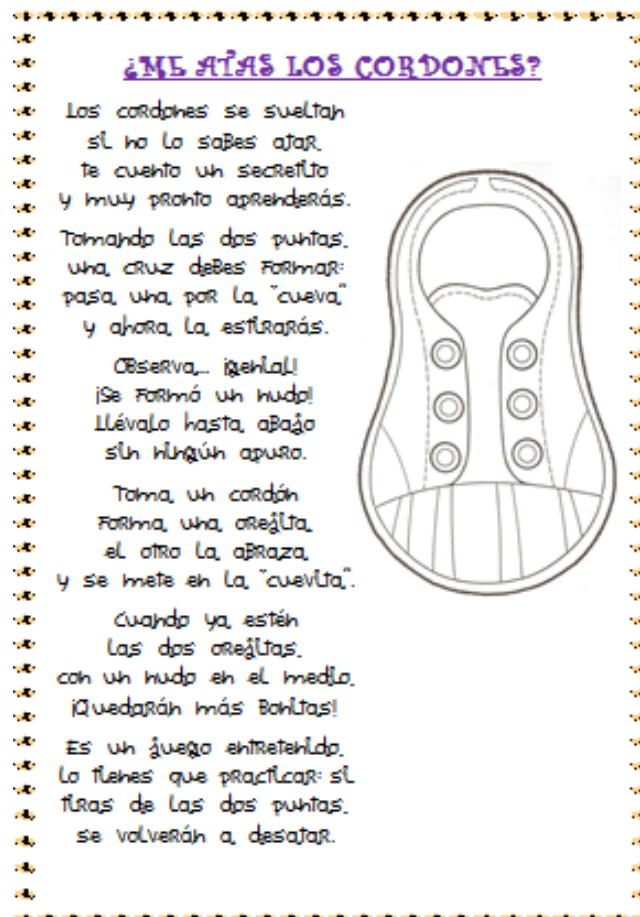 ¿ME ATAS LOS CORDONES?
Los cordones se sueltan
si no lo sabes atar,
te cuento un secretito
y muy pronto aprenderás.
Tomando las dos puntas,
una cruz debes formar:
pasa una por la "cueva"
y ahora la estirarás.
Observa... ¡genial!
¡Se formó un nudo!
Llévalo hasta abajo
sin ningún apuro.
Toma un cordón
forma una orejita,
el otro la abraza
y se mete en la "cuevita".
Cuando ya estén
las dos orejitas,
con un nudo en el medio,
¡Quedarán más bonitas!
Es un juego entretenido,
lo tienes que practicar: si
tiras de las dos puntas,
se volverán a desatar.